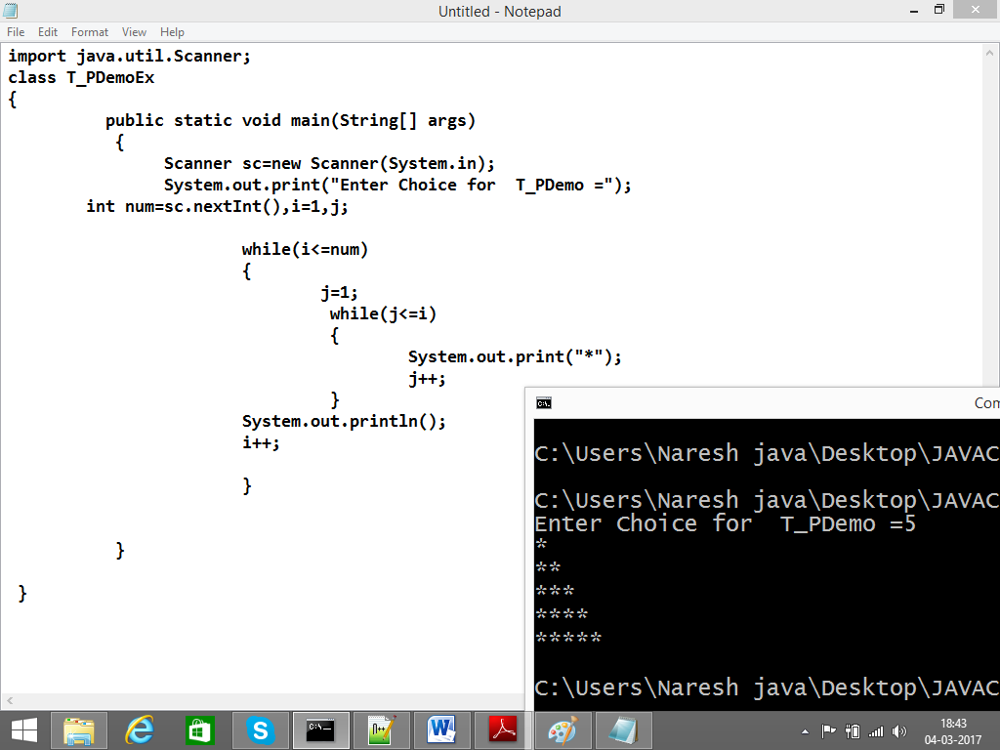 Untitled - Notepad
File Edit Format View Help
import java.util.Scanner;
class T_PDemoEx
{
public static void main(String[] args)
{
Scanner sc=new Scanner(System.in);
System.out.print("Enter Choice for  T_PDemo =");
int num=sc.nextInt(),i=1,j;
while(i<=num)
{
j=1;
while(j<=i)
{
System.out.print("*");
j++;
}
System.out.println();
i++;
}
}
}
Com
C:\Users\Naresh java\Desktop\JAVAC
C:\Users\Naresh java\Desktop\JAVAC
Enter Choice for  T_PDemo =5
*
**
***
****
*****
C:\Users\Naresh java\Desktop\JAVAC
18:43
04-03-2017